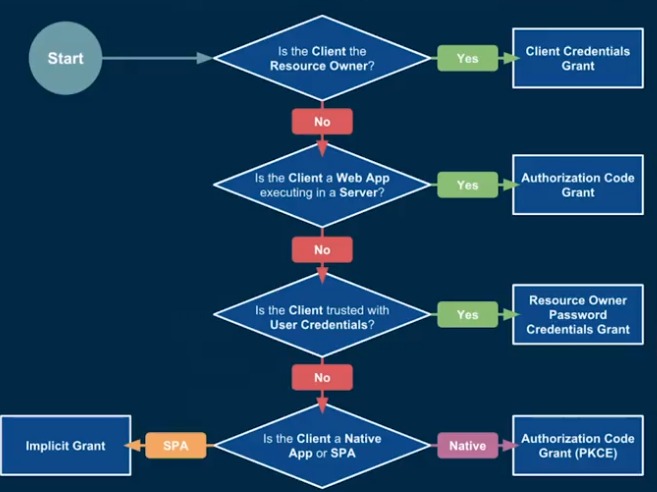 Start
Is the Client the
Resource Owner?
Yes
Client Credentials
Grant
No
Is the Client a Web App
executing in a Server?
Yes
Authorization Code
Grant
No
Is the Client trusted with
User Credentials?
Yes
Resource Owner
Password
Credentials Grant
No
Implicit Grant
SPA
Is the Client a Native
App or SPA
Native
Authorization Code
Grant (PKCE)